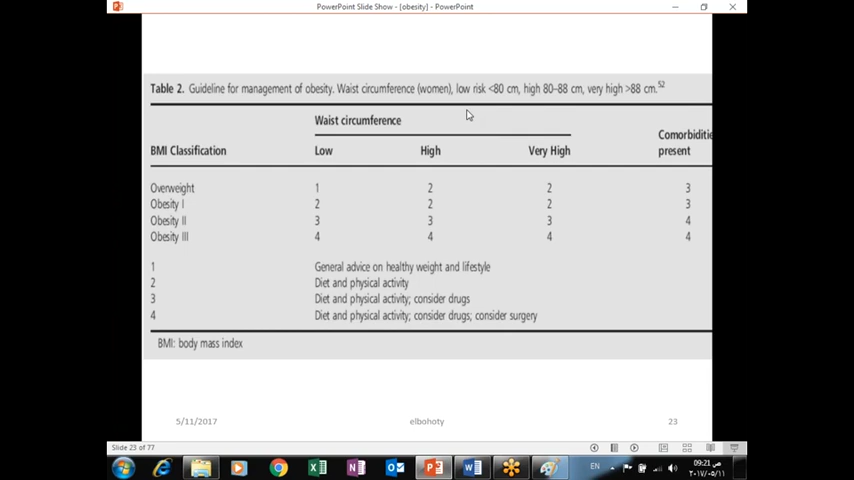 PowerPoint Slide Show - [obesity] - PowerPoint
Table 2. Guideline for management of obesity. Waist circumference (women), low risk <80 cm, high 80–88 cm, very high >88 cm.52
Waist circumference
Comorbiditie
BMI Classification Low High Very High present
Overweight 1 2 2 3
Obesity I 2 2 2 3
Obesity II 3 3 3 4
Obesity III 4 4 4 4
1 General advice on healthy weight and lifestyle
2 Diet and physical activity
3 Diet and physical activity; consider drugs
4 Diet and physical activity; consider drugs; consider surgery
BMI: body mass index
5/11/2017 elbohoty 23
Slide 23 of 77
EN
09:21 ص
٢٠١٧/٠٥/١١